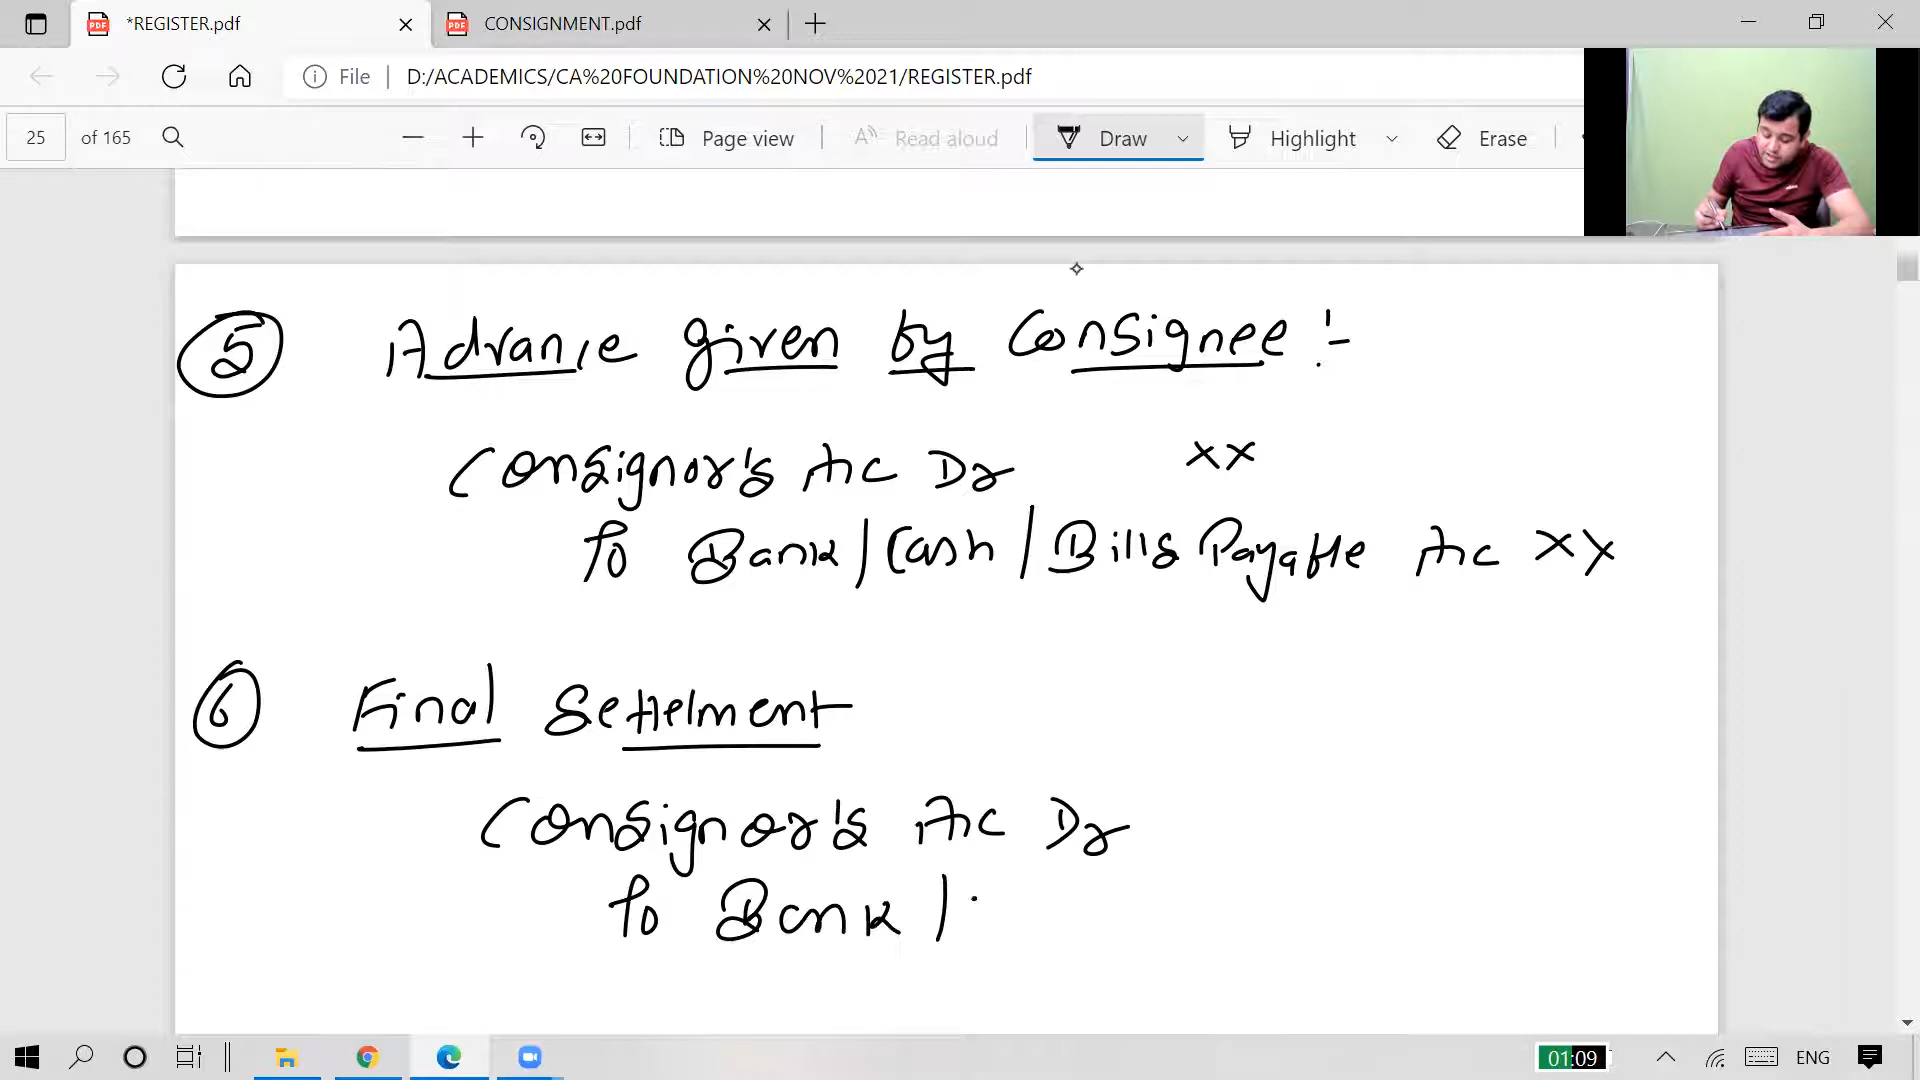 *REGISTER.pdf
CONSIGNMENT.pdf
File
D:/ACADEMICS/CA%20FOUNDATION%20NOV%2021/REGISTER.pdf
25 of 165
Page view
Read aloud
Draw
Highlight
Erase
5 Advance given by Consignee :-
Consignor's A/c Dr xx
To Bank/Cash/Bills Payable A/c xx
6 Final Settelment
Consignor's A/c Dr
To Bank |
01:09
ENG